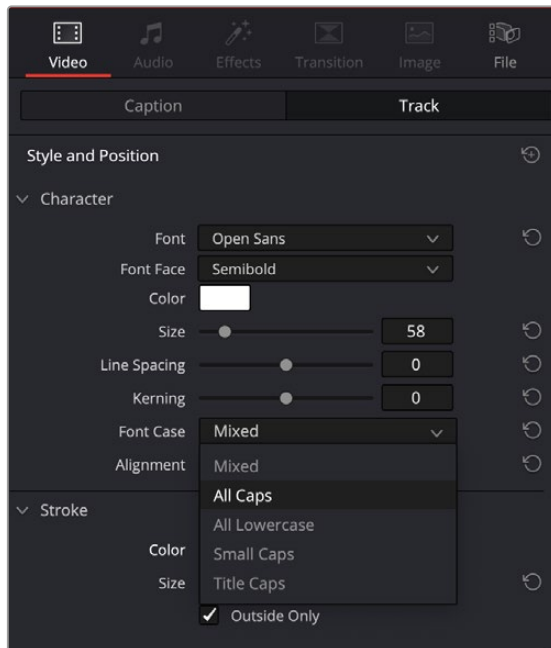 Video Audio Effects Transition Image File
Caption Track
Style and Position
Character
Font Open Sans
Font Face Semibold
Color
Size 58
Line Spacing 0
Kerning 0
Font Case Mixed
Alignment Mixed
All Caps
Stroke
All Lowercase
Color Small Caps
Size Title Caps
Outside Only